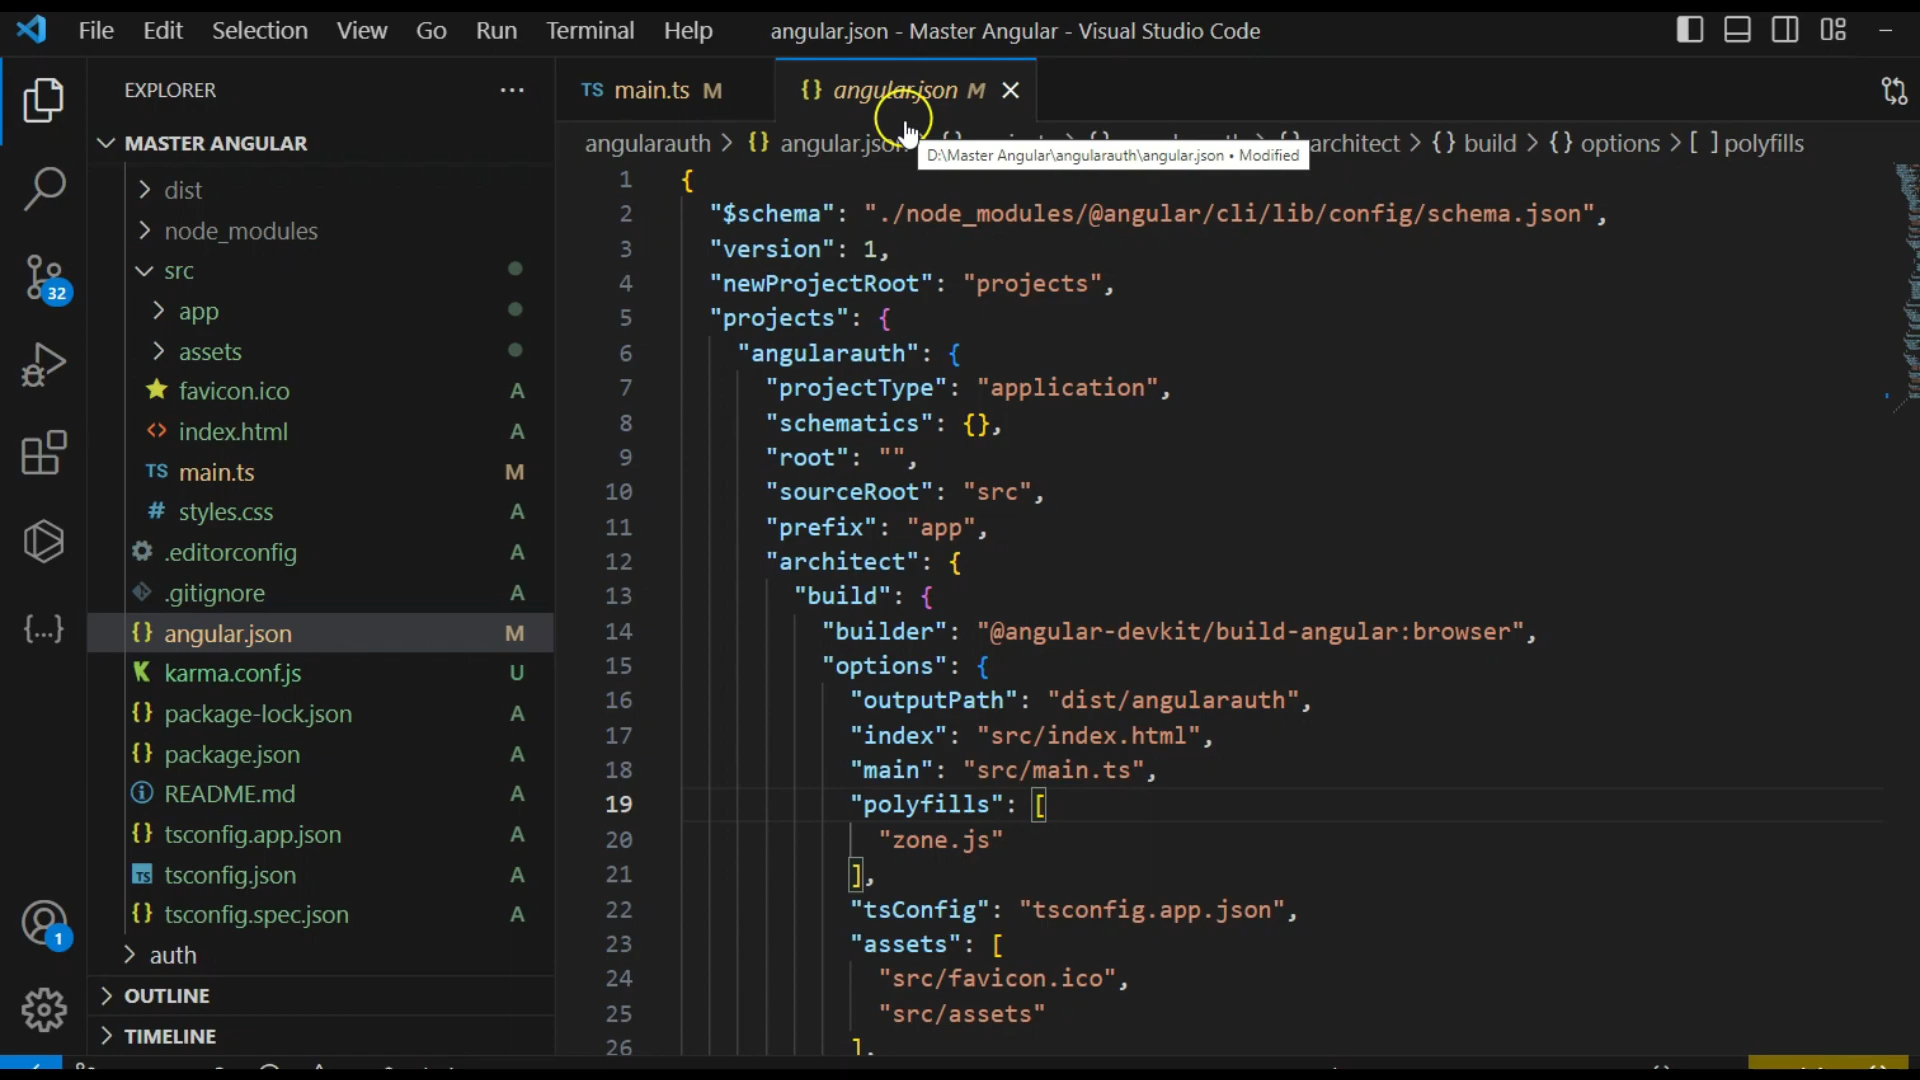 File Edit Selection View Go Run Terminal Help angular.json - Master Angular - Visual Studio Code
EXPLORER
MASTER ANGULAR
dist
node_modules
src
app
assets
favicon.ico A
index.html A
TS main.ts M
# styles.css A
.editorconfig A
.gitignore A
{} angular.json M
K karma.conf.js U
{} package-lock.json A
{} package.json A
README.md A
{} tsconfig.app.json A
TS tsconfig.json A
{} tsconfig.spec.json A
auth
OUTLINE
TIMELINE
32
{...}
1
TS main.ts M {} angular.json M
angularauth > {} angular.json architect > {} build > {} options > [ ] polyfills
D:\Master Angular\angularauth\angular.json • Modified
1 {
2 "$schema": "./node_modules/@angular/cli/lib/config/schema.json",
3 "version": 1,
4 "newProjectRoot": "projects",
5 "projects": {
6 "angularauth": {
7 "projectType": "application",
8 "schematics": {},
9 "root": "",
10 "sourceRoot": "src",
11 "prefix": "app",
12 "architect": {
13 "build": {
14 "builder": "@angular-devkit/build-angular:browser",
15 "options": {
16 "outputPath": "dist/angularauth",
17 "index": "src/index.html",
18 "main": "src/main.ts",
19 "polyfills": [
20 "zone.js"
21 ],
22 "tsConfig": "tsconfig.app.json",
23 "assets": [
24 "src/favicon.ico",
25 "src/assets"
26 ],